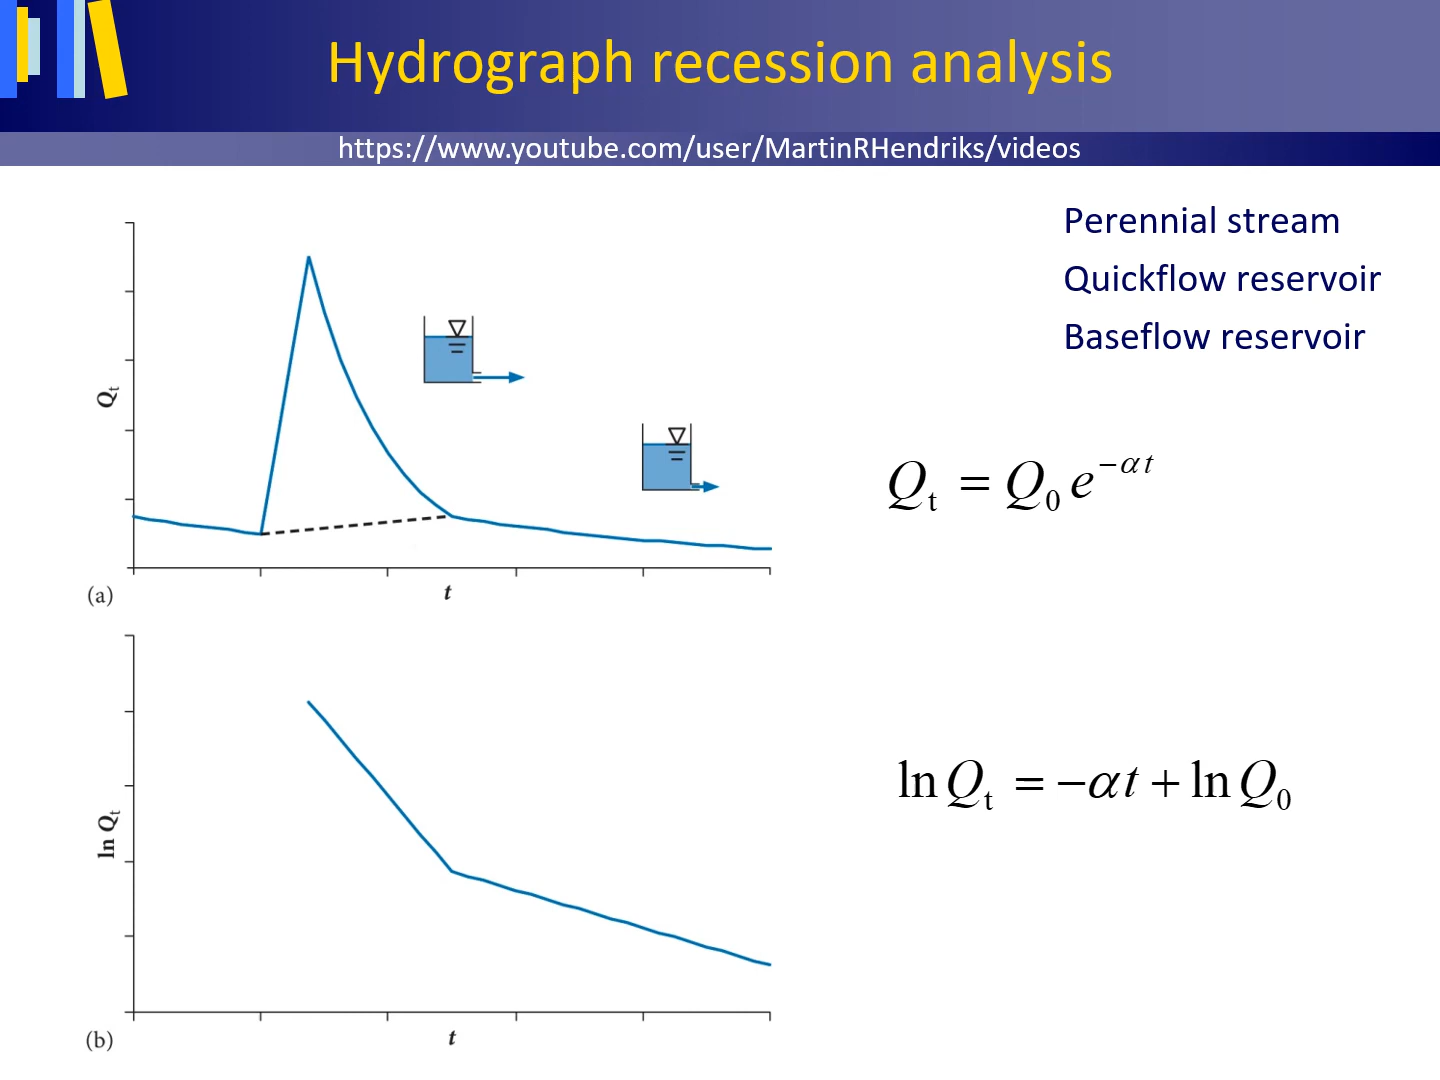 Hydrograph recession analysis
https://www.youtube.com/user/MartinRHendriks/videos
Perennial stream
Quickflow reservoir
Baseflow reservoir
Qt
t
(a)
Qt = Q0 e^−αt
ln Qt
t
(b)
ln Qt = −αt + ln Q0